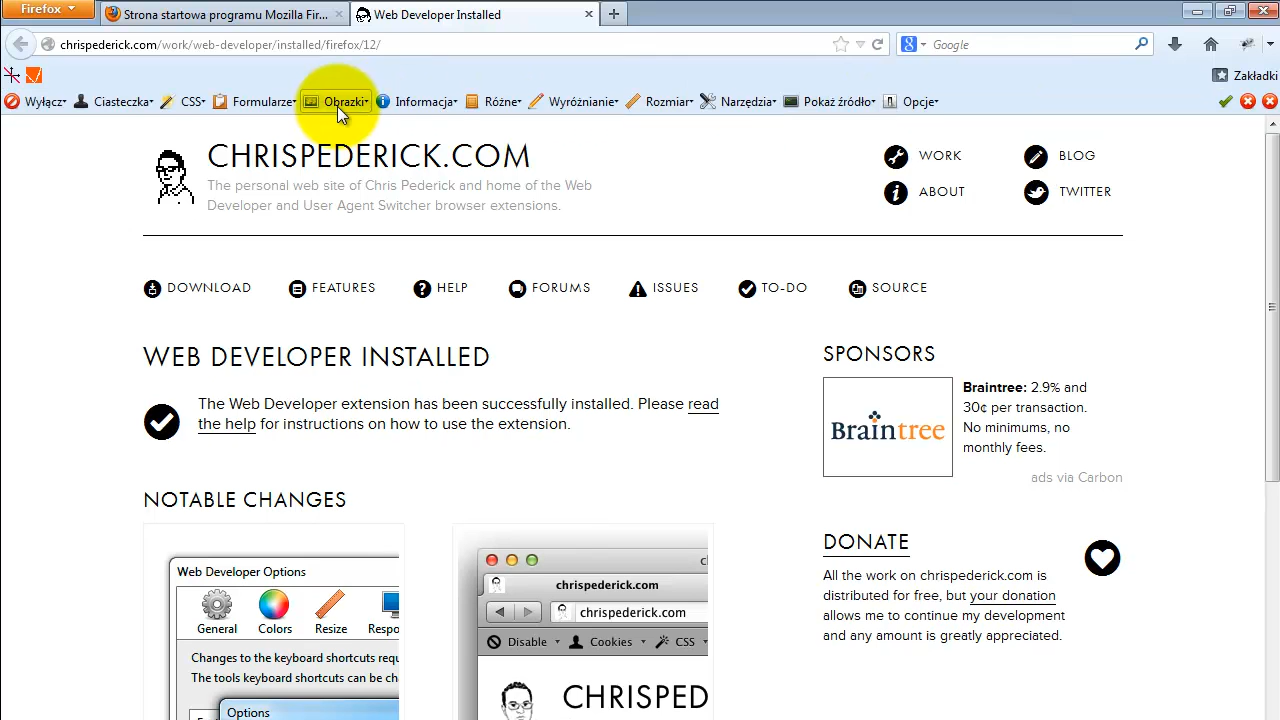 Firefox
Strona startowa programu Mozilla Fir...
Web Developer Installed
chrispederick.com/work/web-developer/installed/firefox/12/
Google
Zakładki
Wyłącz Ciasteczka CSS Formularze Obrazki Informacja Różne Wyróżnianie Rozmiar Narzędzia Pokaż źródło Opcje
CHRISPEDERICK.COM
The personal web site of Chris Pederick and home of the Web
Developer and User Agent Switcher browser extensions.
WORK BLOG
ABOUT TWITTER
DOWNLOAD FEATURES HELP FORUMS ISSUES TO-DO SOURCE
WEB DEVELOPER INSTALLED
The Web Developer extension has been successfully installed. Please read
the help for instructions on how to use the extension.
NOTABLE CHANGES
Web Developer Options
General Colors Resize Respo
Changes to the keyboard shortcuts requ
The tools keyboard shortcuts can be ch
Options
chrispederick.com
chrispederick.com
Disable Cookies CSS
CHRISPED
SPONSORS
Braintree
Braintree: 2.9% and
30¢ per transaction.
No minimums, no
monthly fees.
ads via Carbon
DONATE
All the work on chrispederick.com is
distributed for free, but your donation
allows me to continue my development
and any amount is greatly appreciated.